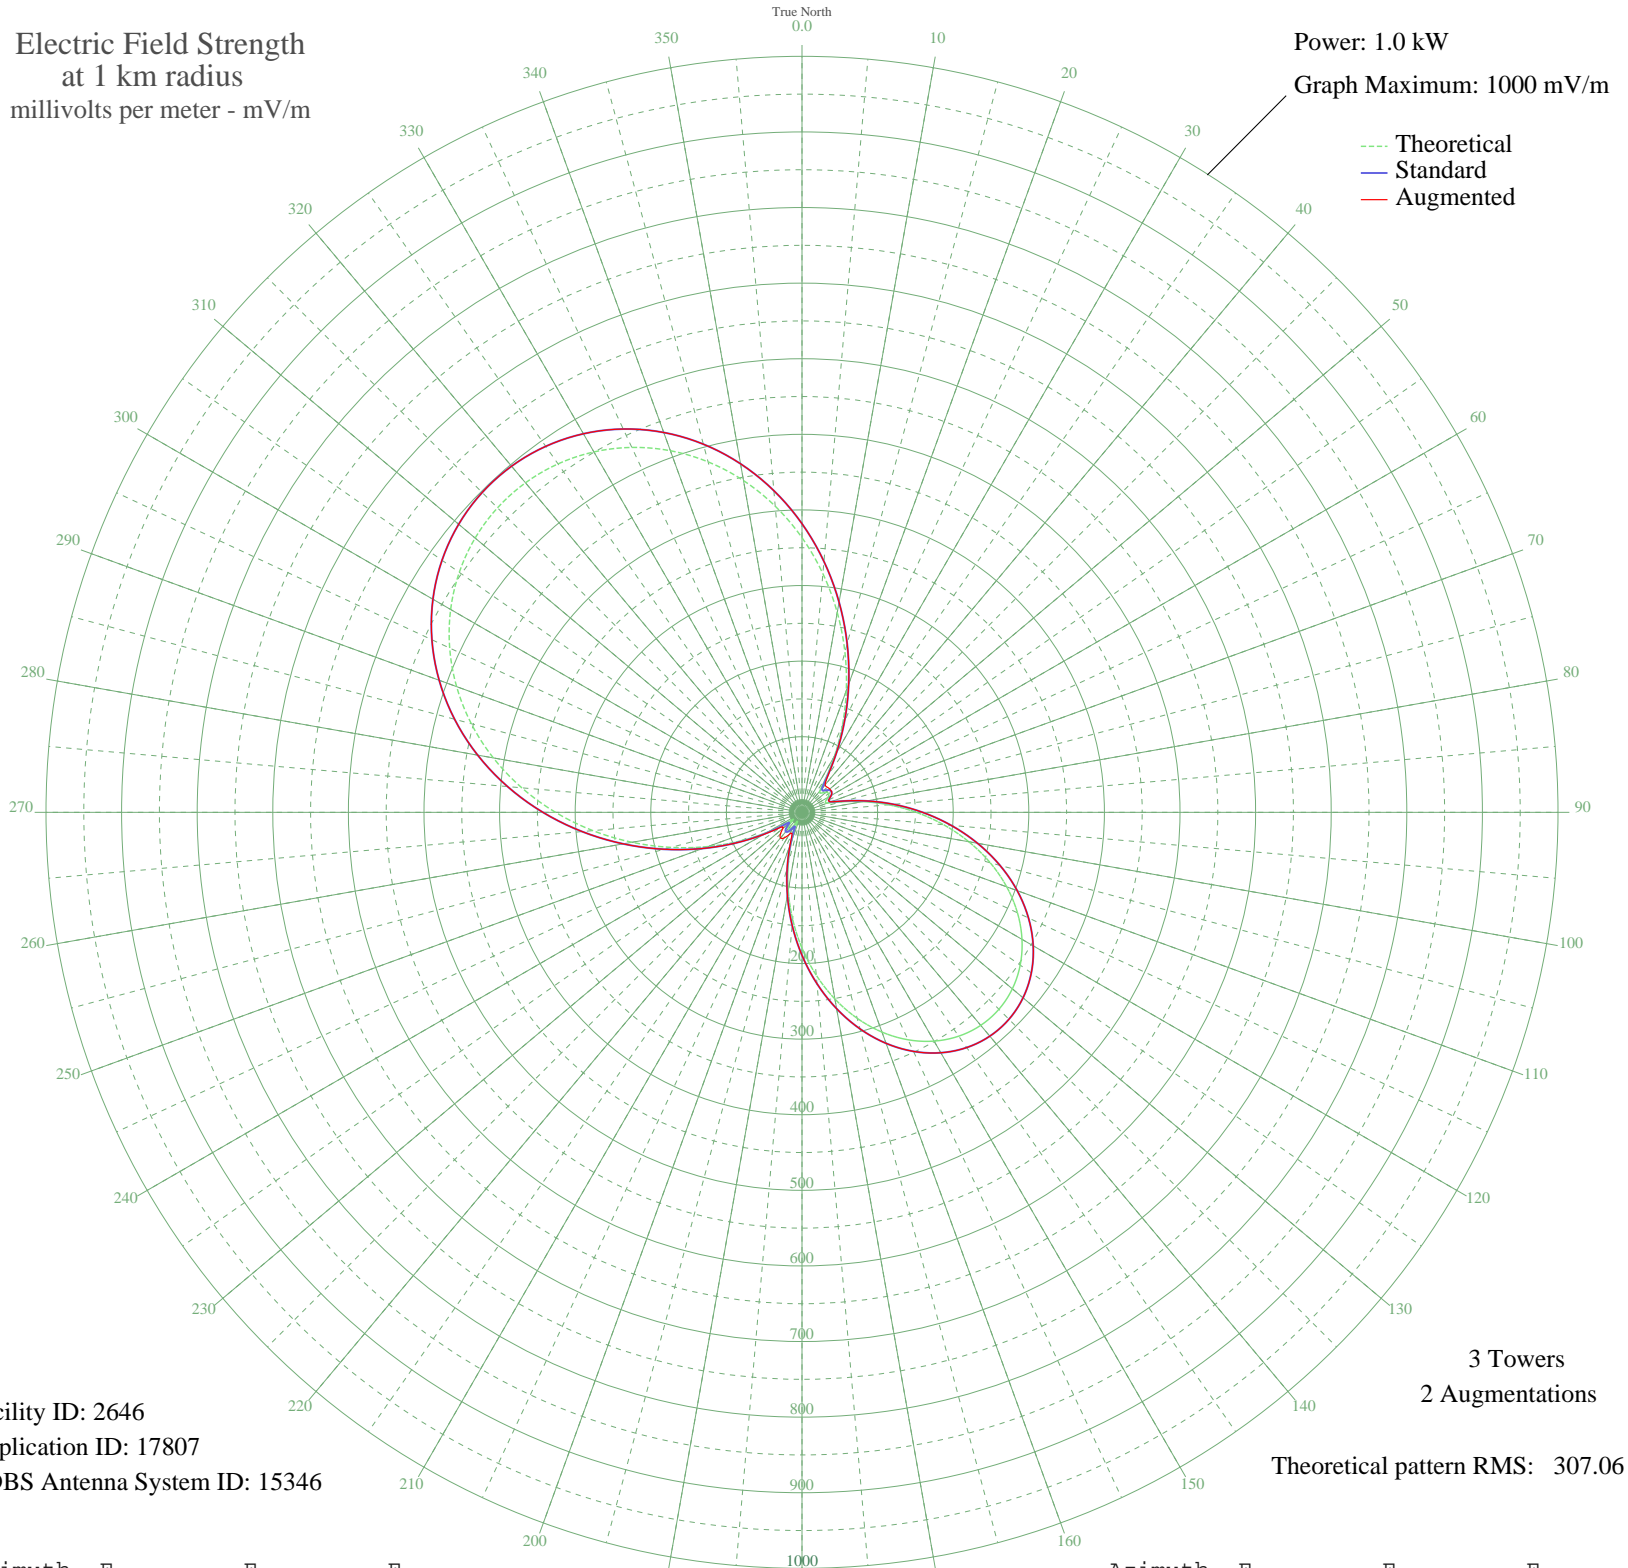 True North
0.0
Electric Field Strength
at 1 km radius
millivolts per meter - mV/m
Power: 1.0 kW
Graph Maximum: 1000 mV/m
Theoretical
Standard
Augmented
10
20
30
40
50
60
70
80
90
100
110
120
130
140
150
160
200
210
220
230
240
250
260
270
280
290
300
310
320
330
340
350
200
300
400
500
600
700
800
900
1000
3 Towers
2 Augmentations
Theoretical pattern RMS: 307.06
cility ID: 2646
plication ID: 17807
DBS Antenna System ID: 15346